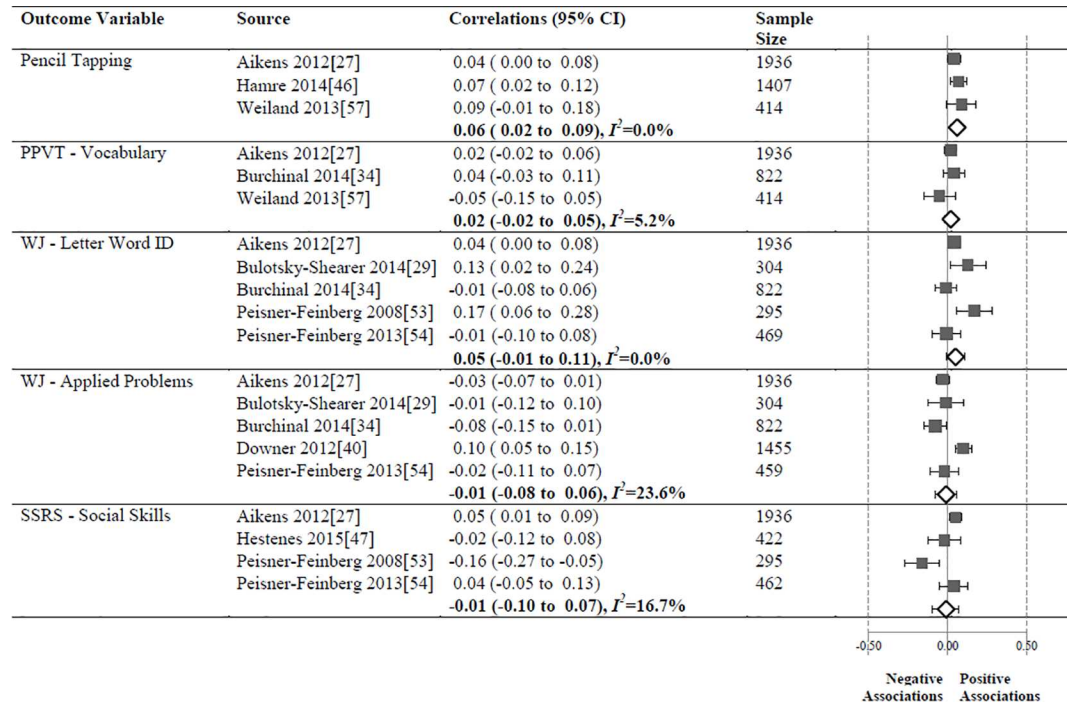 Outcome Variable Source Correlations (95% CI) Sample Size
Pencil Tapping Aikens 2012[27] 0.04 ( 0.00 to 0.08) 1936
Hamre 2014[46] 0.07 ( 0.02 to 0.12) 1407
Weiland 2013[57] 0.09 (-0.01 to 0.18) 414
0.06 ( 0.02 to 0.09), I²=0.0%
PPVT - Vocabulary Aikens 2012[27] 0.02 (-0.02 to 0.06) 1936
Burchinal 2014[34] 0.04 (-0.03 to 0.11) 822
Weiland 2013[57] -0.05 (-0.15 to 0.05) 414
0.02 (-0.02 to 0.05), I²=5.2%
WJ - Letter Word ID Aikens 2012[27] 0.04 ( 0.00 to 0.08) 1936
Bulotsky-Shearer 2014[29] 0.13 ( 0.02 to 0.24) 304
Burchinal 2014[34] -0.01 (-0.08 to 0.06) 822
Peisner-Feinberg 2008[53] 0.17 ( 0.06 to 0.28) 295
Peisner-Feinberg 2013[54] -0.01 (-0.10 to 0.08) 469
0.05 (-0.01 to 0.11), I²=0.0%
WJ - Applied Problems Aikens 2012[27] -0.03 (-0.07 to 0.01) 1936
Bulotsky-Shearer 2014[29] -0.01 (-0.12 to 0.10) 304
Burchinal 2014[34] -0.08 (-0.15 to 0.01) 822
Downer 2012[40] 0.10 ( 0.05 to 0.15) 1455
Peisner-Feinberg 2013[54] -0.02 (-0.11 to 0.07) 459
-0.01 (-0.08 to 0.06), I²=23.6%
SSRS - Social Skills Aikens 2012[27] 0.05 ( 0.01 to 0.09) 1936
Hestenes 2015[47] -0.02 (-0.12 to 0.08) 422
Peisner-Feinberg 2008[53] -0.16 (-0.27 to -0.05) 295
Peisner-Feinberg 2013[54] 0.04 (-0.05 to 0.13) 462
-0.01 (-0.10 to 0.07), I²=16.7%
-0.50 0.00 0.50
Negative Positive
Associations Associations